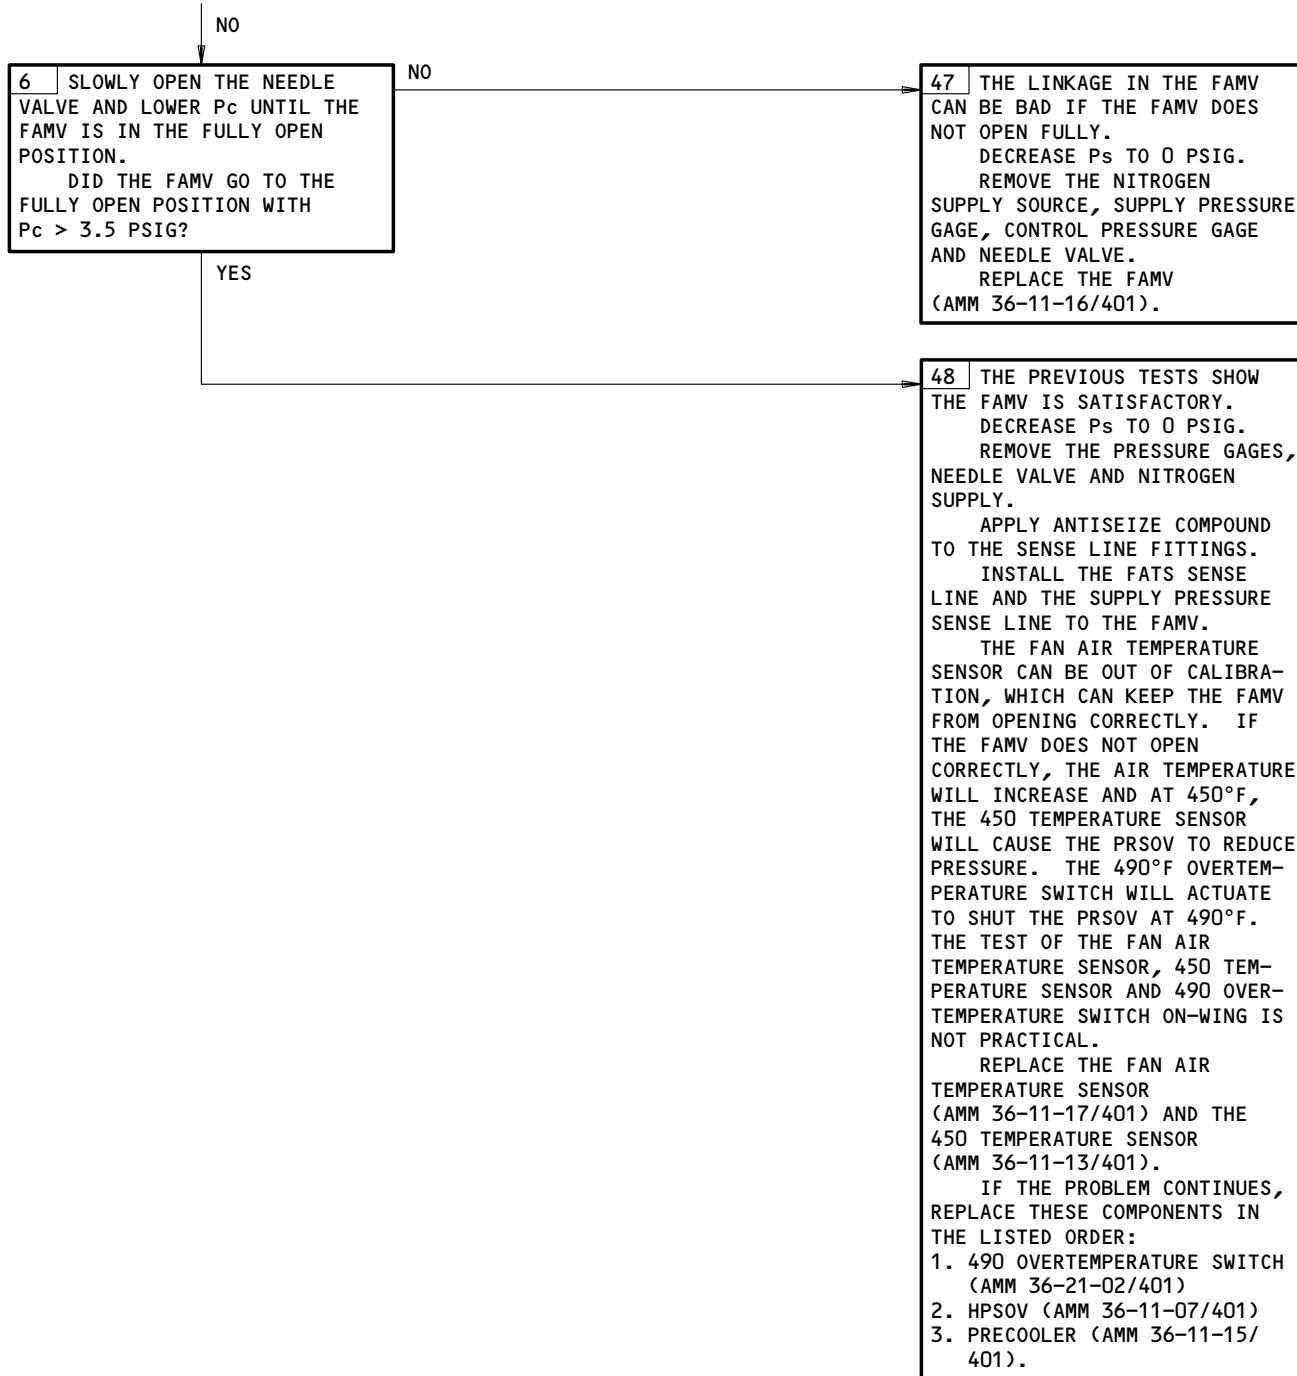 NO
6 SLOWLY OPEN THE NEEDLE
VALVE AND LOWER Pc UNTIL THE
FAMV IS IN THE FULLY OPEN
POSITION.
DID THE FAMV GO TO THE
FULLY OPEN POSITION WITH
Pc > 3.5 PSIG?
NO
YES
47 THE LINKAGE IN THE FAMV
CAN BE BAD IF THE FAMV DOES
NOT OPEN FULLY.
DECREASE Ps TO 0 PSIG.
REMOVE THE NITROGEN
SUPPLY SOURCE, SUPPLY PRESSURE
GAGE, CONTROL PRESSURE GAGE
AND NEEDLE VALVE.
REPLACE THE FAMV
(AMM 36-11-16/401).
48 THE PREVIOUS TESTS SHOW
THE FAMV IS SATISFACTORY.
DECREASE Ps TO 0 PSIG.
REMOVE THE PRESSURE GAGES,
NEEDLE VALVE AND NITROGEN
SUPPLY.
APPLY ANTISEIZE COMPOUND
TO THE SENSE LINE FITTINGS.
INSTALL THE FATS SENSE
LINE AND THE SUPPLY PRESSURE
SENSE LINE TO THE FAMV.
THE FAN AIR TEMPERATURE
SENSOR CAN BE OUT OF CALIBRA-
TION, WHICH CAN KEEP THE FAMV
FROM OPENING CORRECTLY. IF
THE FAMV DOES NOT OPEN
CORRECTLY, THE AIR TEMPERATURE
WILL INCREASE AND AT 450°F,
THE 450 TEMPERATURE SENSOR
WILL CAUSE THE PRSOV TO REDUCE
PRESSURE. THE 490°F OVERTEM-
PERATURE SWITCH WILL ACTUATE
TO SHUT THE PRSOV AT 490°F.
THE TEST OF THE FAN AIR
TEMPERATURE SENSOR, 450 TEM-
PERATURE SENSOR AND 490 OVER-
TEMPERATURE SWITCH ON-WING IS
NOT PRACTICAL.
REPLACE THE FAN AIR
TEMPERATURE SENSOR
(AMM 36-11-17/401) AND THE
450 TEMPERATURE SENSOR
(AMM 36-11-13/401).
IF THE PROBLEM CONTINUES,
REPLACE THESE COMPONENTS IN
THE LISTED ORDER:
1. 490 OVERTEMPERATURE SWITCH
(AMM 36-21-02/401)
2. HPSOV (AMM 36-11-07/401)
3. PRECOOLER (AMM 36-11-15/
401).